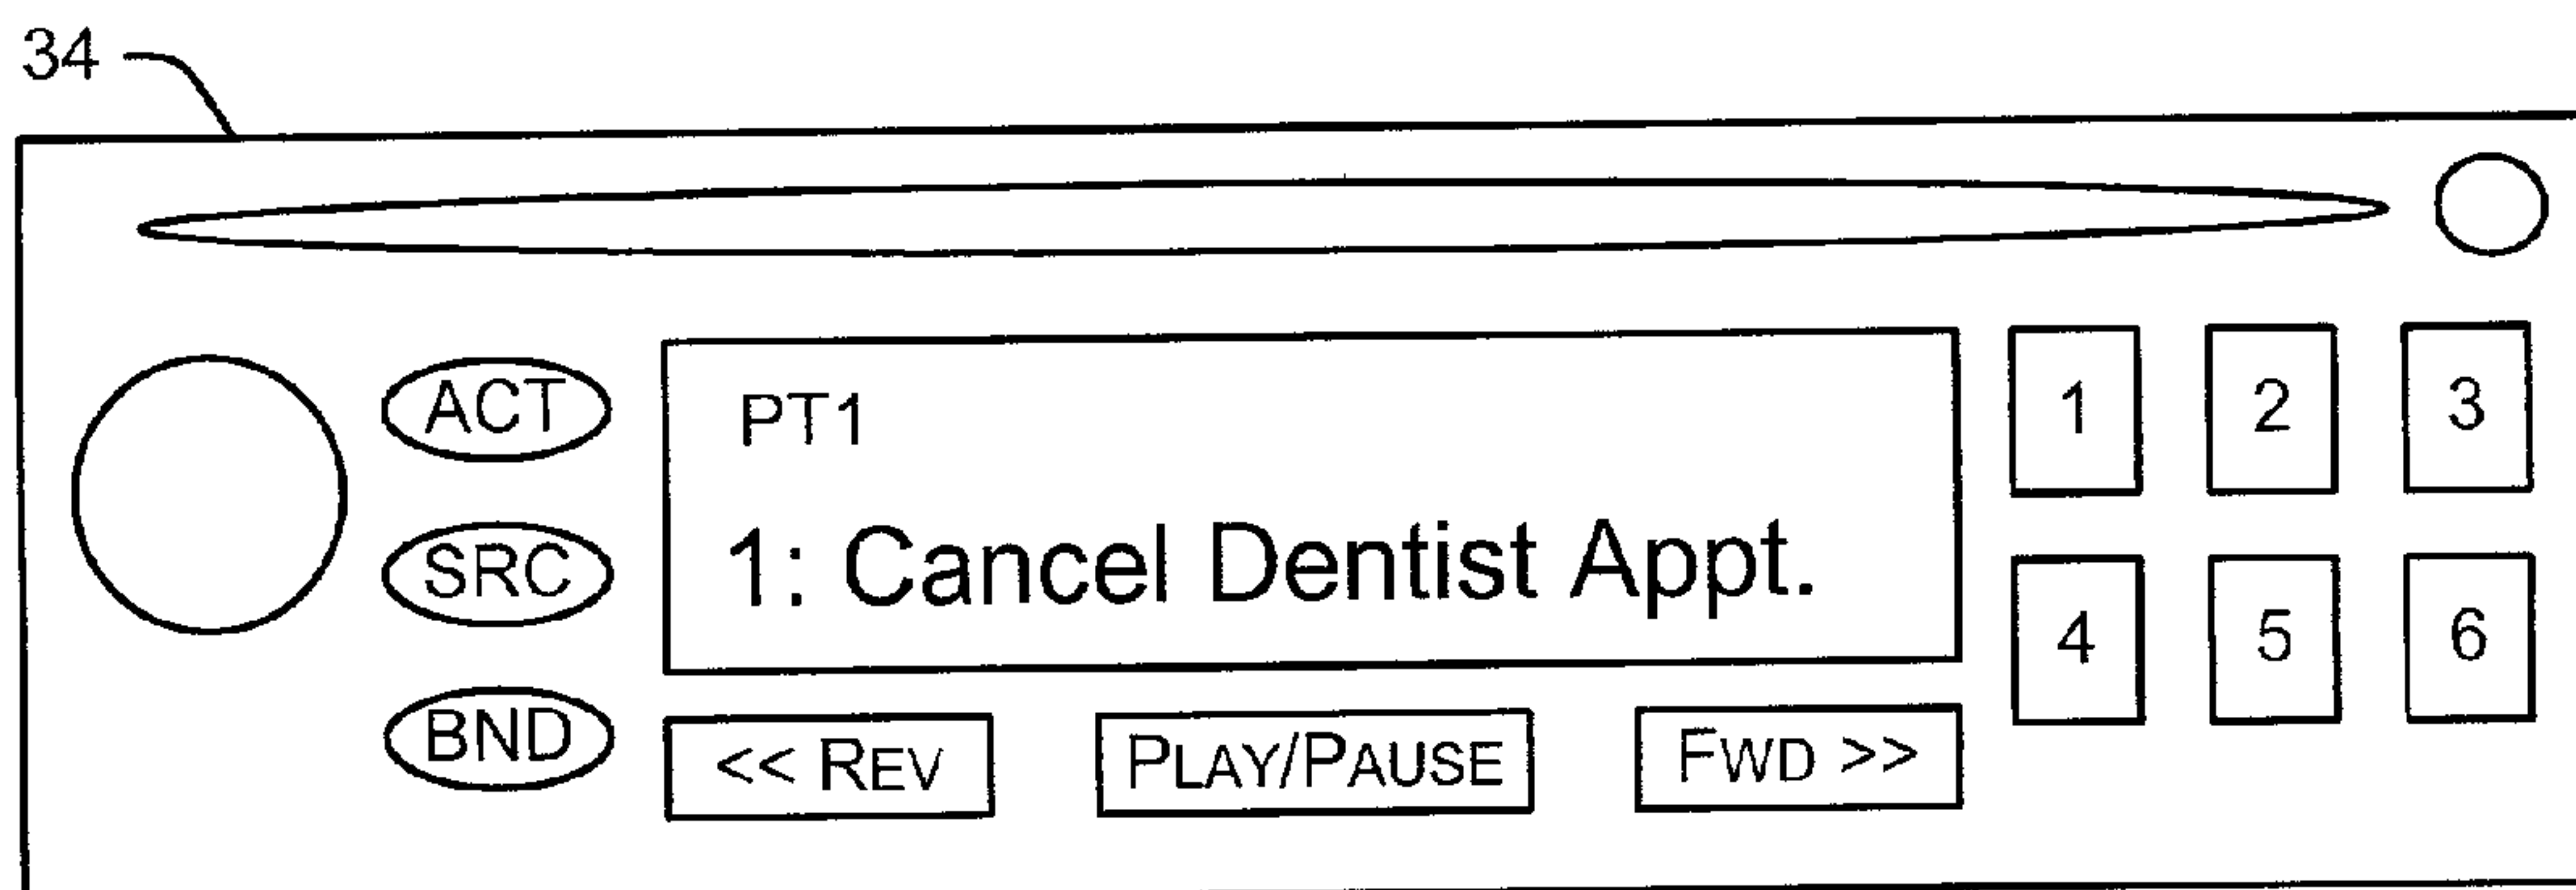 34
ACT
SRC
BND
PT1
1: Cancel Dentist Appt.
<< REV
PLAY/PAUSE
FWD >>
1
2
3
4
5
6